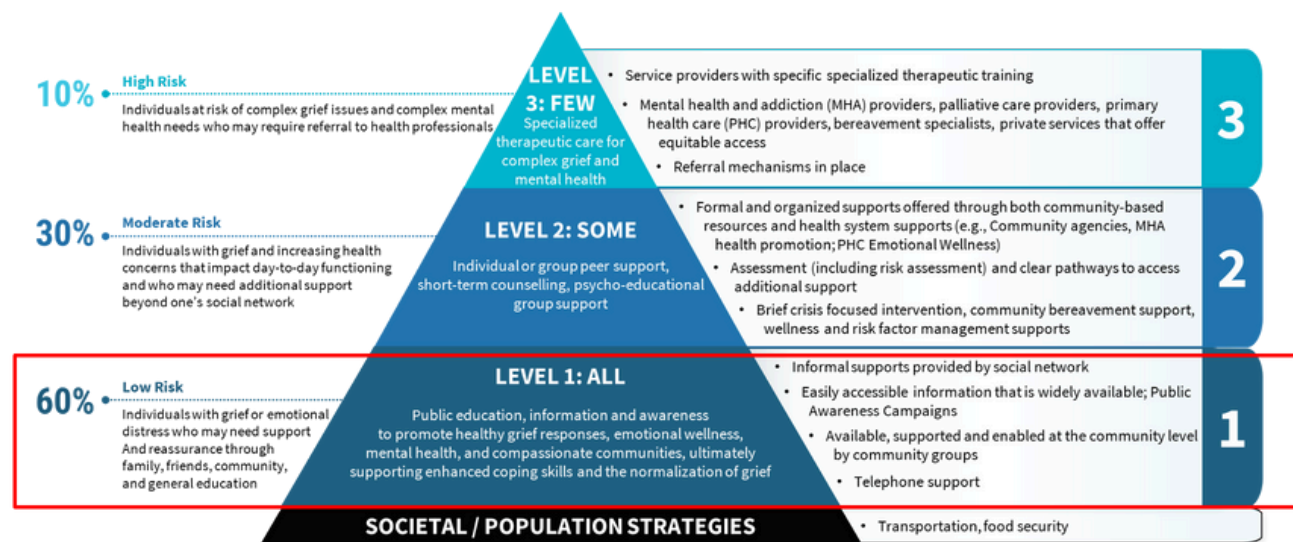 10%
High Risk
Individuals at risk of complex grief issues and complex mental
health needs who may require referral to health professionals
LEVEL
3: FEW
Specialized
therapeutic care for
complex grief and
mental health
• Service providers with specific specialized therapeutic training
• Mental health and addiction (MHA) providers, palliative care providers, primary
health care (PHC) providers, bereavement specialists, private services that offer
equitable access
• Referral mechanisms in place
3
30%
Moderate Risk
Individuals with grief and increasing health
concerns that impact day-to-day functioning
and who may need additional support
beyond one's social network
LEVEL 2: SOME
Individual or group peer support,
short-term counselling, psycho-educational
group support
• Formal and organized supports offered through both community-based
resources and health system supports (e.g., Community agencies, MHA
health promotion; PHC Emotional Wellness)
• Assessment (including risk assessment) and clear pathways to access
additional support
• Brief crisis focused intervention, community bereavement support,
wellness and risk factor management supports
2
60%
Low Risk
Individuals with grief or emotional
distress who may need support
And reassurance through
family, friends, community,
and general education
LEVEL 1: ALL
Public education, information and awareness
to promote healthy grief responses, emotional wellness,
mental health, and compassionate communities, ultimately
supporting enhanced coping skills and the normalization of grief
• Informal supports provided by social network
• Easily accessible information that is widely available; Public
Awareness Campaigns
• Available, supported and enabled at the community level
by community groups
• Telephone support
1
SOCIETAL / POPULATION STRATEGIES
• Transportation, food security